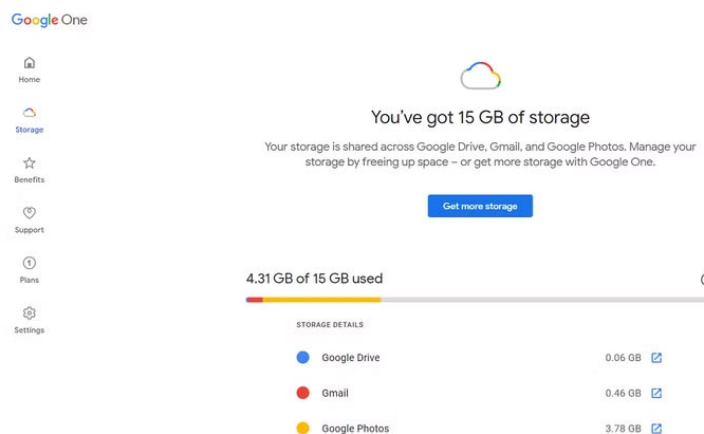 Google One
Home
Storage
Benefits
Support
1
Plans
Settings
You've got 15 GB of storage
Your storage is shared across Google Drive, Gmail, and Google Photos. Manage your
storage by freeing up space – or get more storage with Google One.
Get more storage
4.31 GB of 15 GB used
STORAGE DETAILS
Google Drive 0.06 GB
Gmail 0.46 GB
Google Photos 3.78 GB